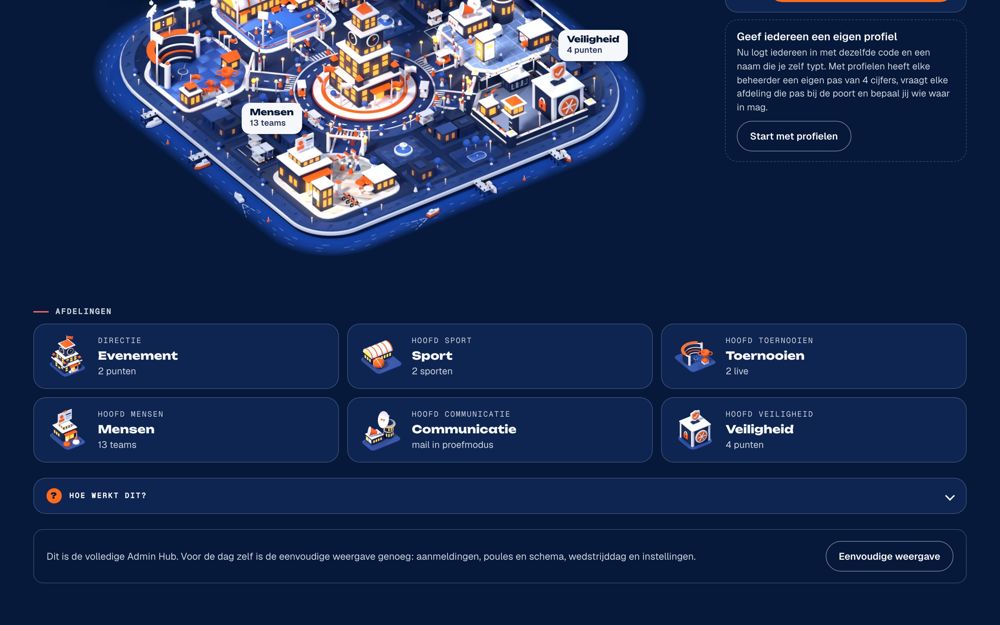 Veiligheid
4 punten
Mensen
13 teams
Geef iedereen een eigen profiel
Nu logt iedereen in met dezelfde code en een
naam die je zelf typt. Met profielen heeft elke
beheerder een eigen pas van 4 cijfers, vraagt elke
afdeling die pas bij de poort en bepaal jij wie waar
in mag.
Start met profielen
AFDELINGEN
DIRECTIE
Evenement
2 punten
HOOFD SPORT
Sport
2 sporten
HOOFD TOERNOOIEN
Toernooien
2 live
HOOFD MENSEN
Mensen
13 teams
HOOFD COMMUNICATIE
Communicatie
mail in proefmodus
HOOFD VEILIGHEID
Veiligheid
4 punten
? HOE WERKT DIT?
Dit is de volledige Admin Hub. Voor de dag zelf is de eenvoudige weergave genoeg: aanmeldingen, poules en schema, wedstrijddag en instellingen.
Eenvoudige weergave